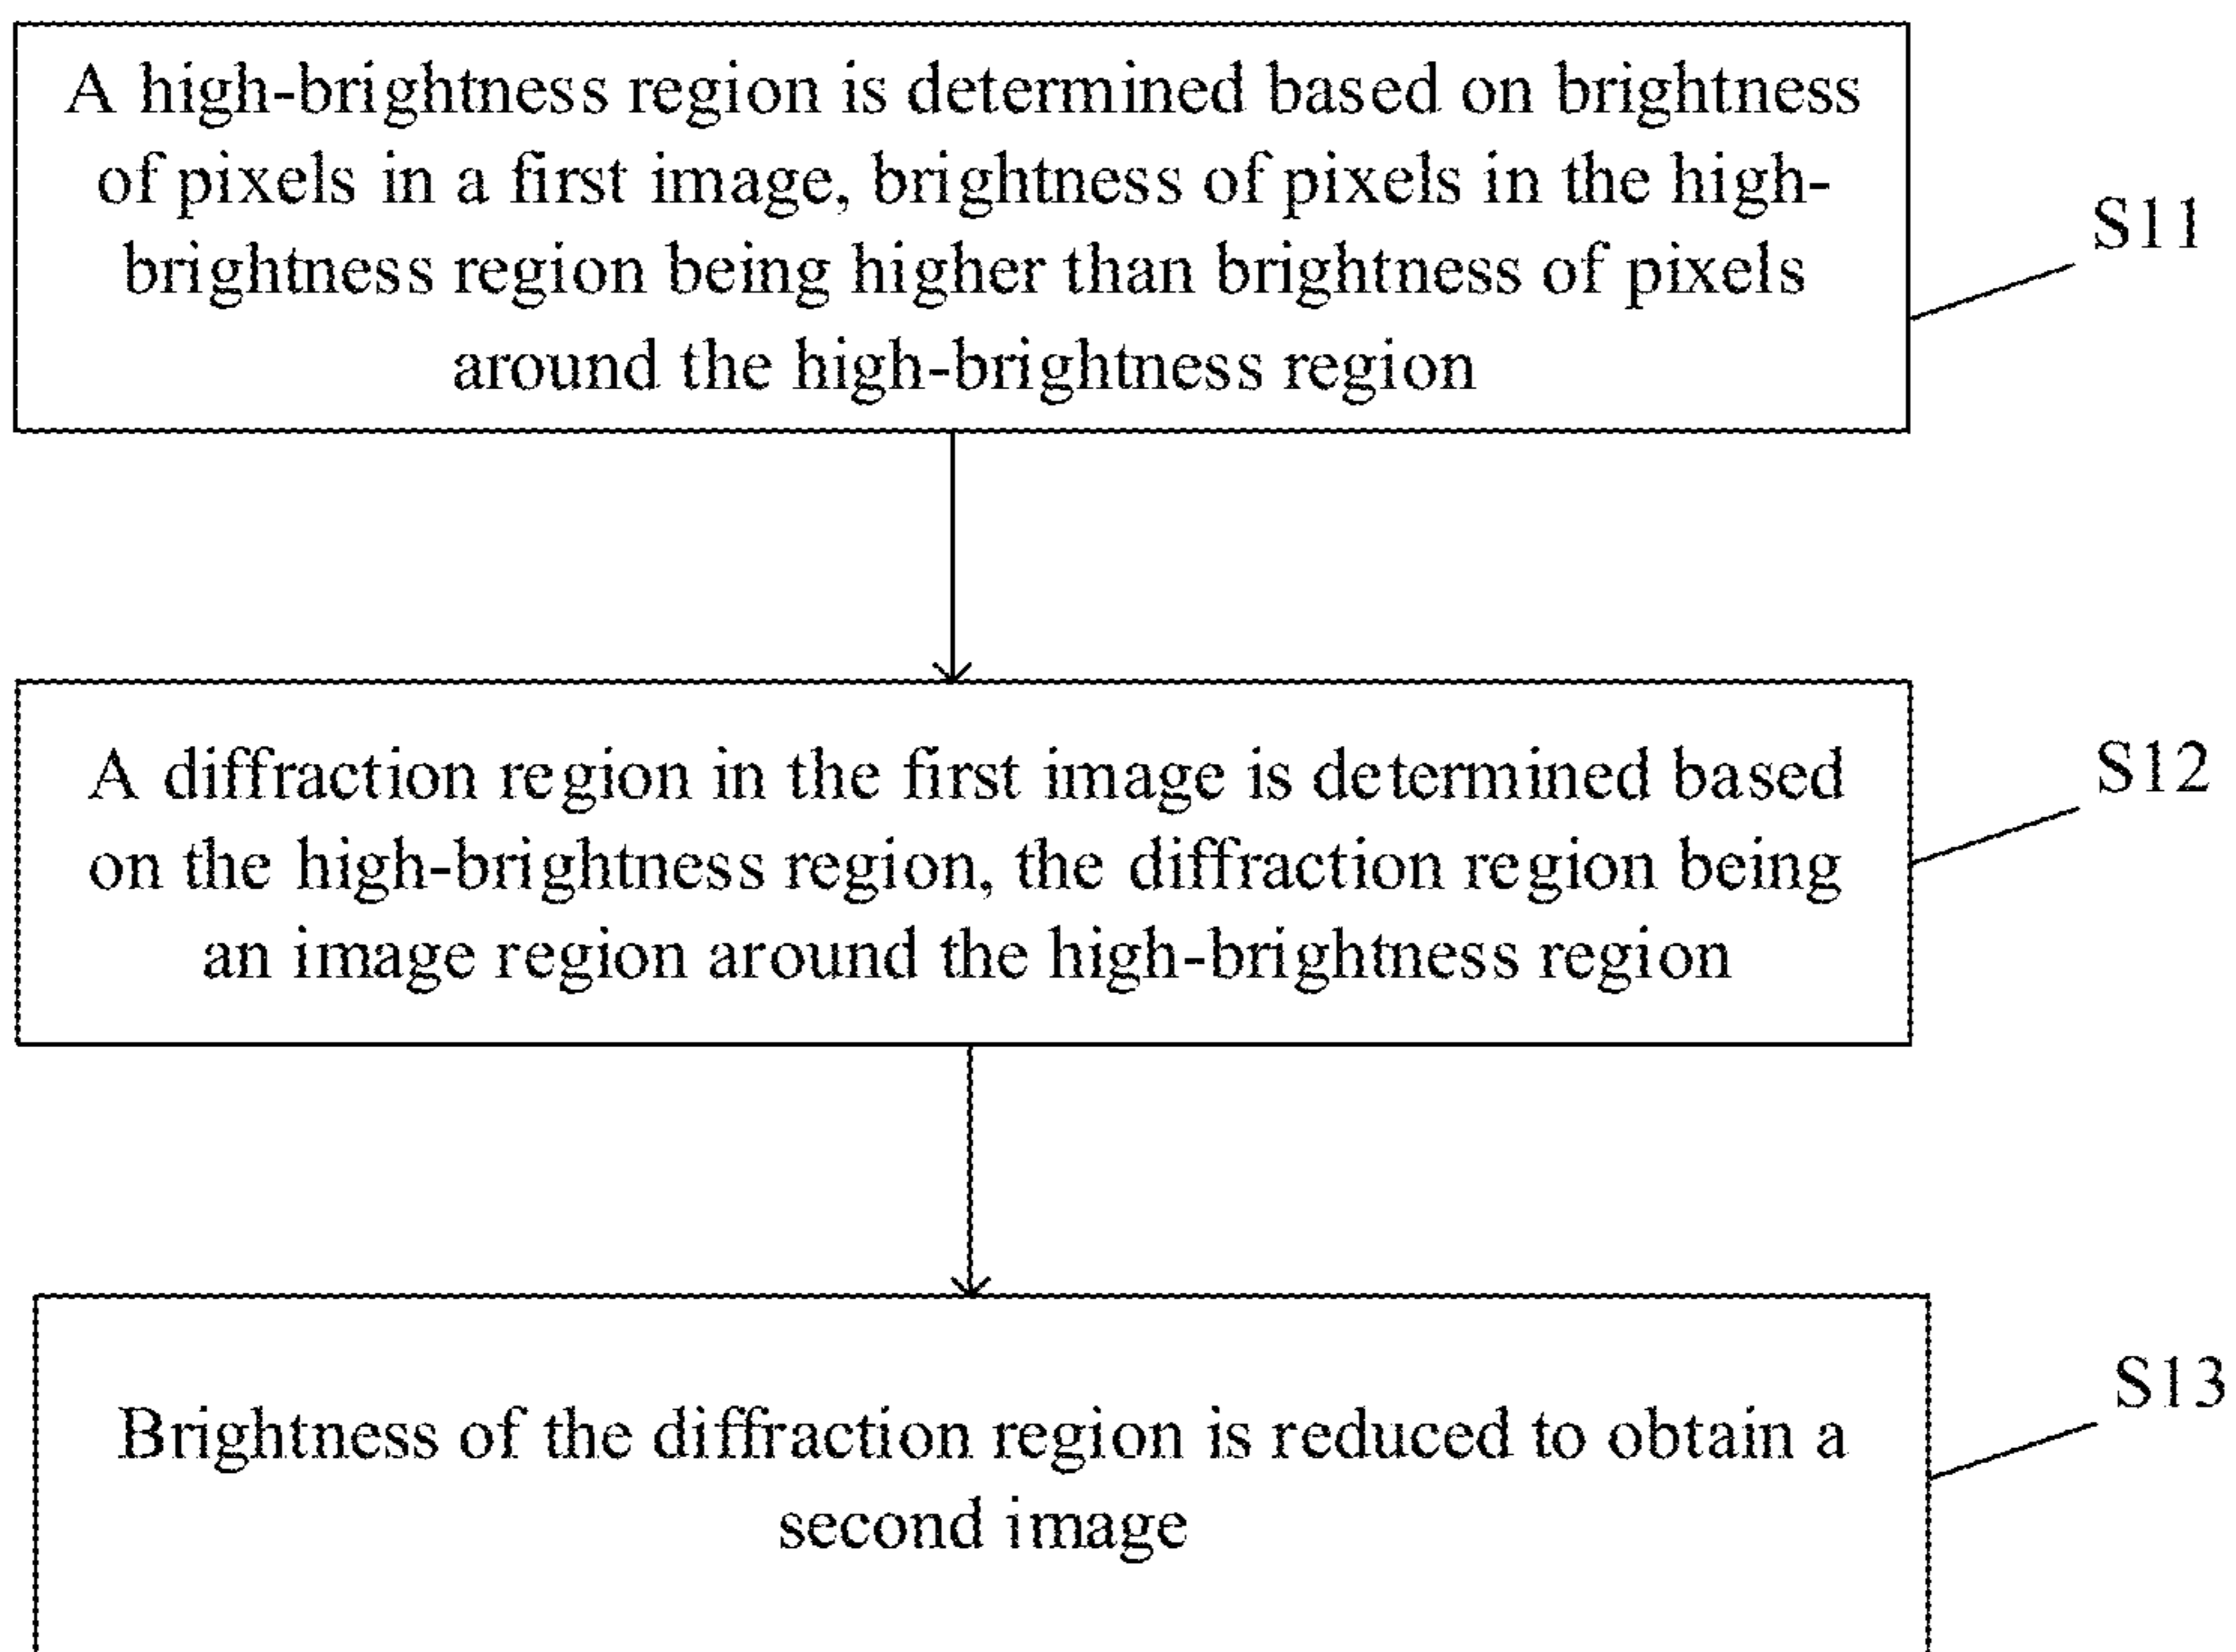 A high-brightness region is determined based on brightness
of pixels in a first image, brightness of pixels in the high-
brightness region being higher than brightness of pixels
around the high-brightness region
S11
A diffraction region in the first image is determined based
on the high-brightness region, the diffraction region being
an image region around the high-brightness region
S12
Brightness of the diffraction region is reduced to obtain a
second image
S13